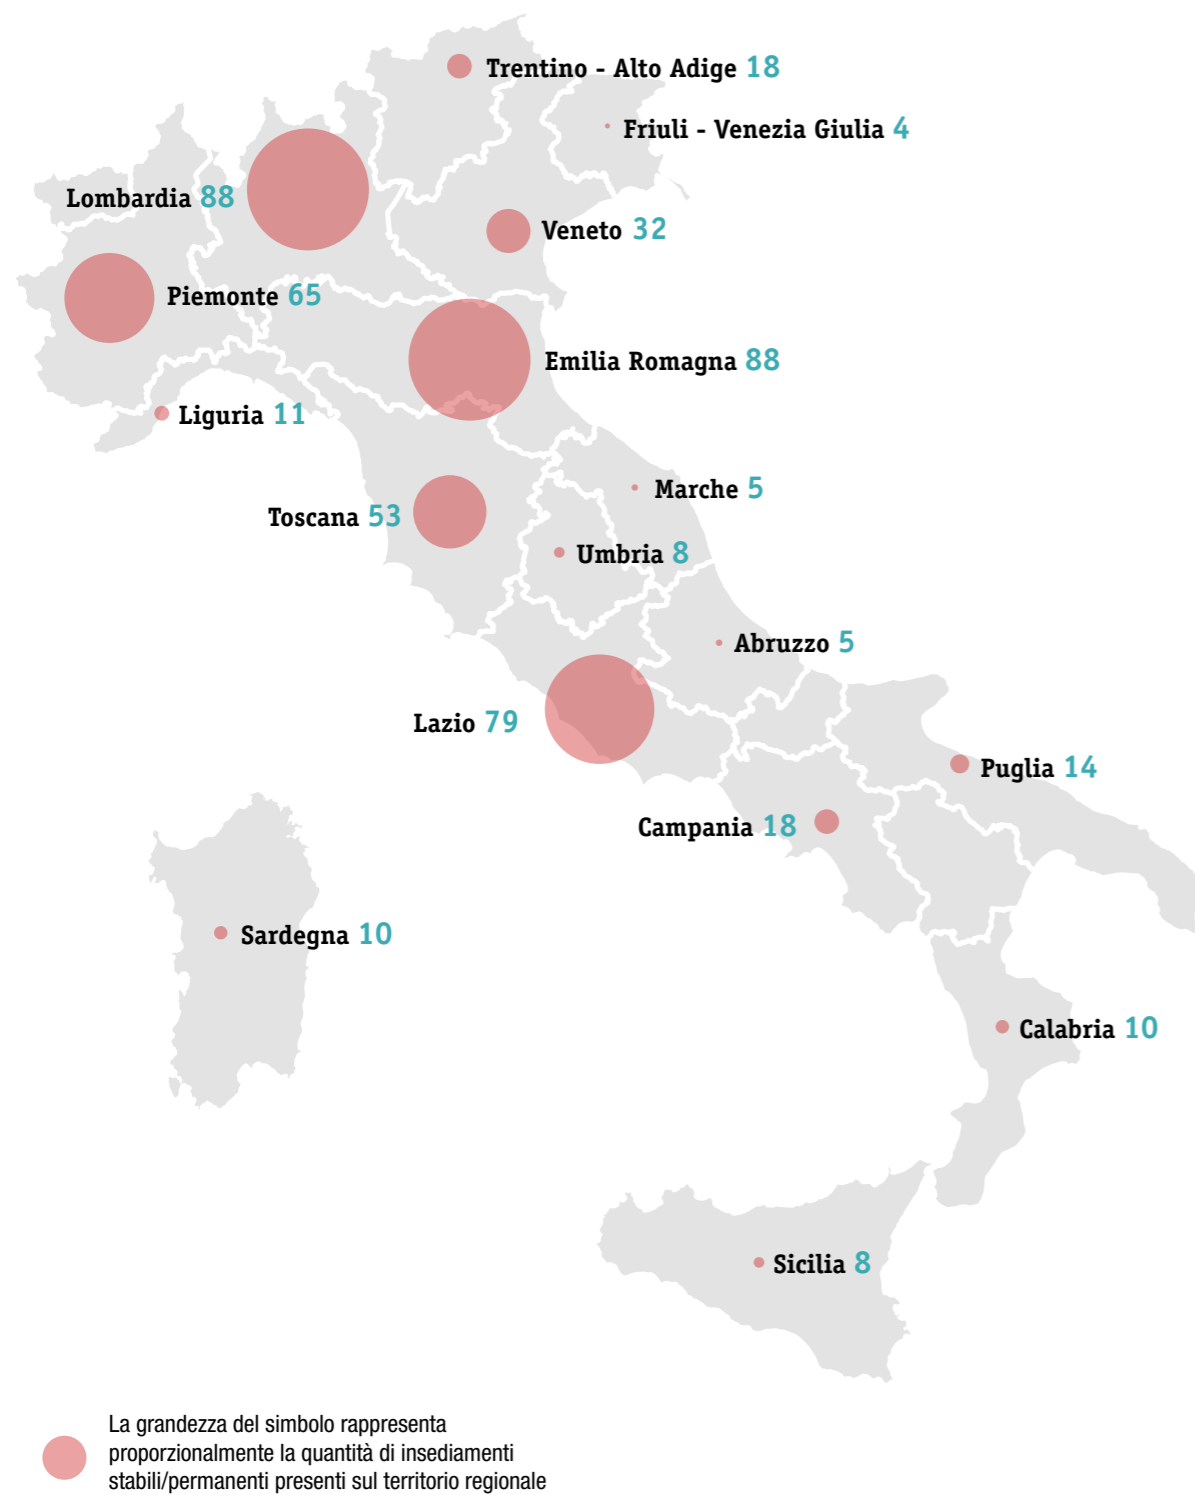 Trentino - Alto Adige 18
Friuli - Venezia Giulia 4
Lombardia 88
Veneto 32
Piemonte 65
Emilia Romagna 88
Liguria 11
Marche 5
Toscana 53
Umbria 8
Abruzzo 5
Lazio 79
Puglia 14
Campania 18
Sardegna 10
Calabria 10
Sicilia 8
La grandezza del simbolo rappresenta
proporzionalmente la quantità di insediamenti
stabili/permanenti presenti sul territorio regionale